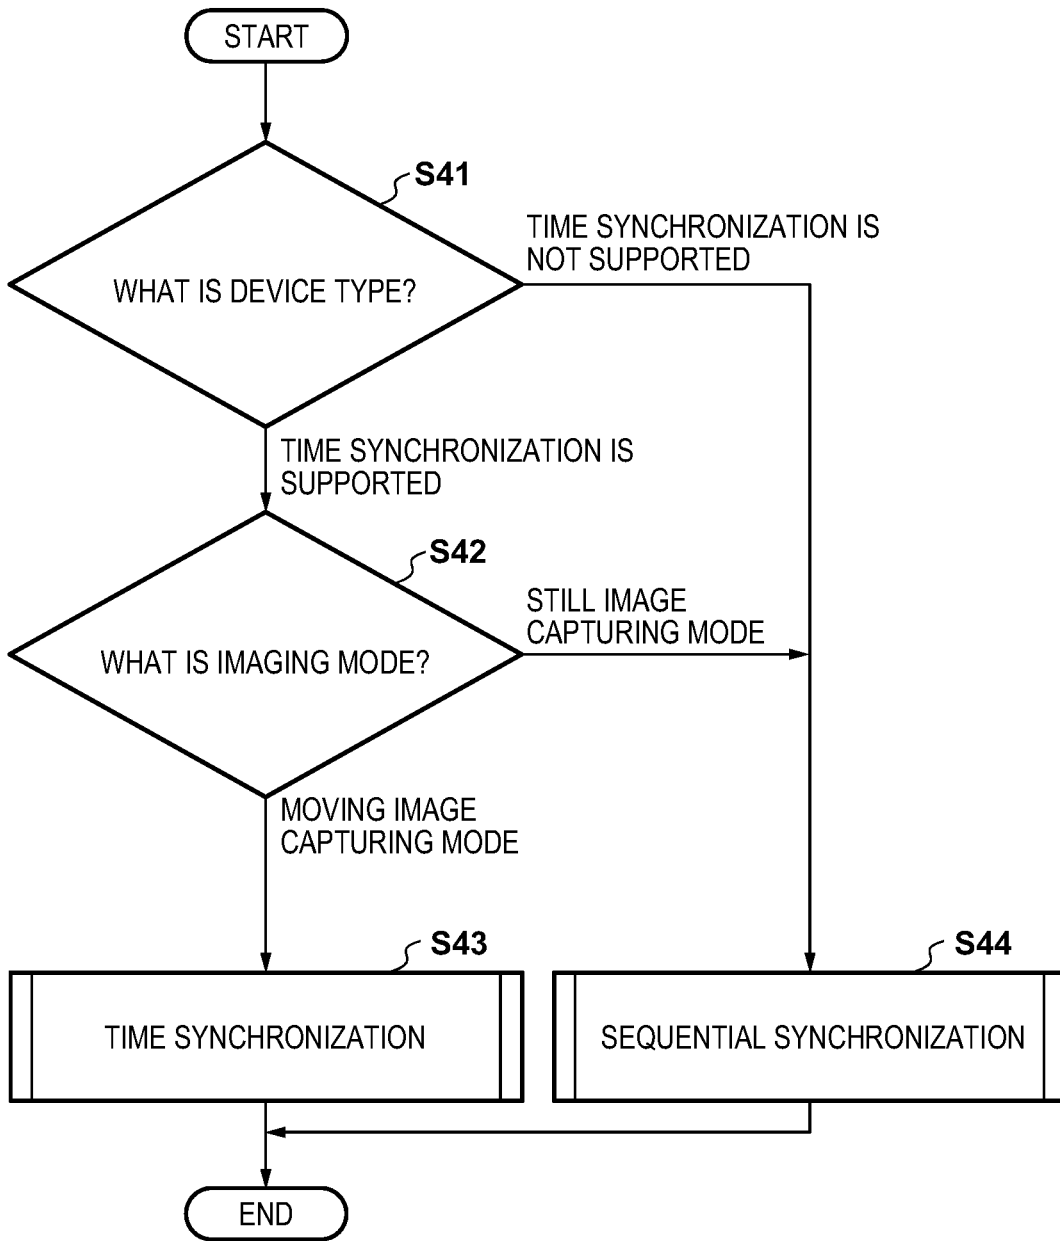 START
S41
TIME SYNCHRONIZATION IS
NOT SUPPORTED
WHAT IS DEVICE TYPE?
TIME SYNCHRONIZATION IS
SUPPORTED
S42
STILL IMAGE
CAPTURING MODE
WHAT IS IMAGING MODE?
MOVING IMAGE
CAPTURING MODE
S43
S44
TIME SYNCHRONIZATION
SEQUENTIAL SYNCHRONIZATION
END